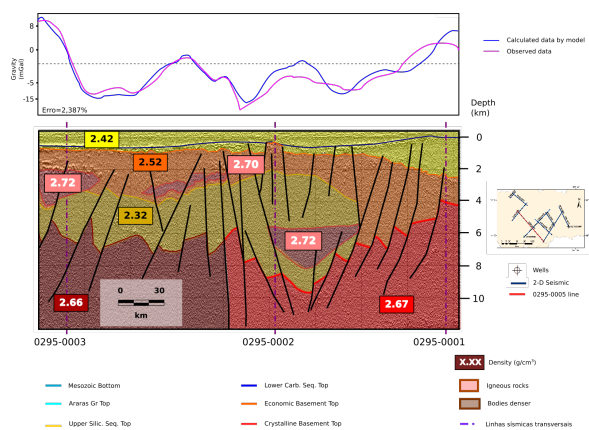 8
0
-5
-15
Gravity
(mGal)
Erro=2,387%
Calculated data by model
Observed data
Depth
(km)
0
2
4
6
8
10
2.42
2.52
2.70
2.72
2.32
2.72
2.66
2.67
0 30
km
0295-0003
0295-0002
0295-0001
Wells
2-D Seismic
0295-0005 line
X.XX Density (g/cm³)
Igneous rocks
Bodies denser
Linhas sísmicas transversais
Mesozoic Bottom
Araras Gr Top
Upper Silic. Seq. Top
Lower Carb. Seq. Top
Economic Basement Top
Crystalline Basement Top